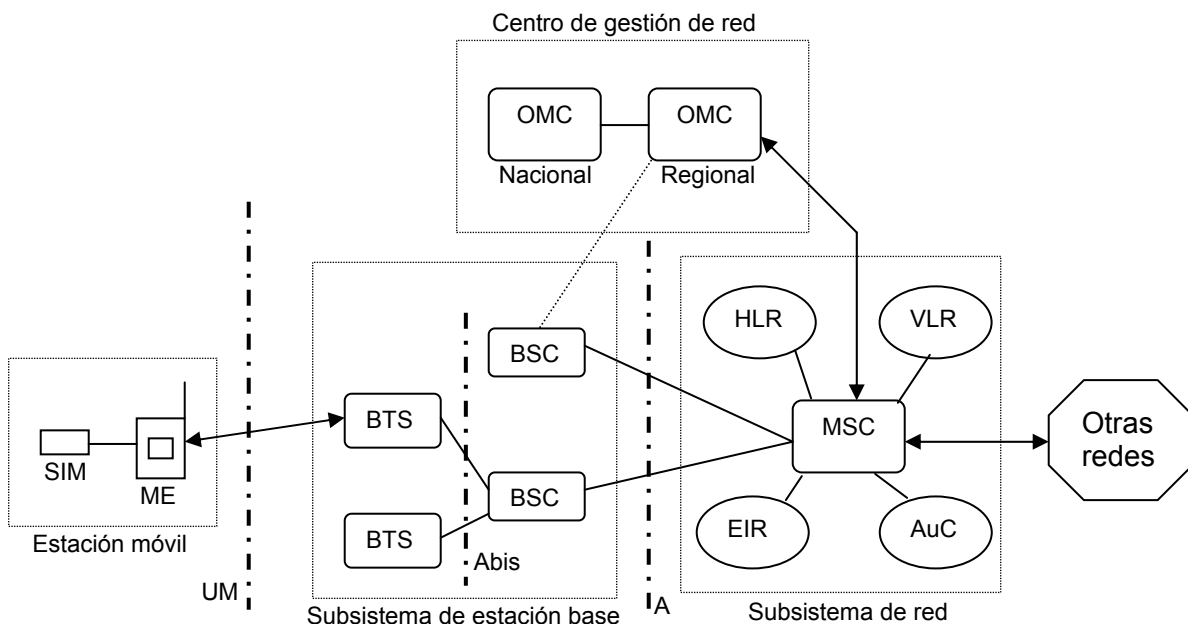 Centro de gestión de red
OMC
OMC
Nacional
Regional
HLR
VLR
BSC
BTS
MSC
Otras
redes
SIM
ME
BSC
BTS
EIR
AuC
Estación móvil
Abis
UM
Subsistema de estación base
A
Subsistema de red